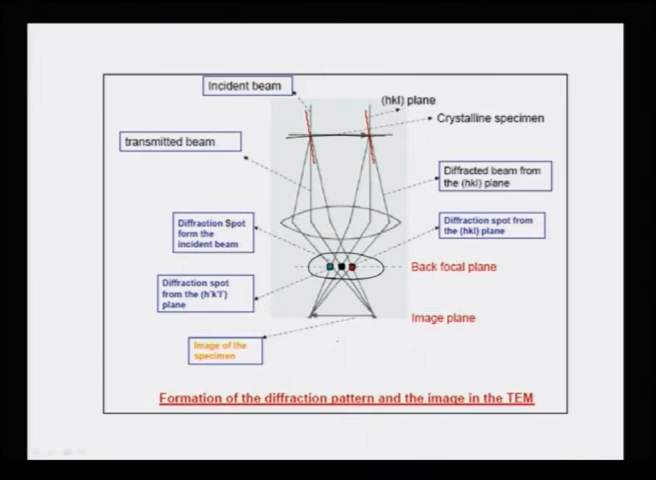 Incident beam
(hkl) plane
Crystalline specimen
transmitted beam
Diffracted beam from
the (hkl) plane
Diffraction Spot
form the
incident beam
Diffraction spot from
the (hkl) plane
Back focal plane
Diffraction spot
from the (h'k'l')
plane
Image plane
Image of the
specimen
Formation of the diffraction pattern and the image in the TEM